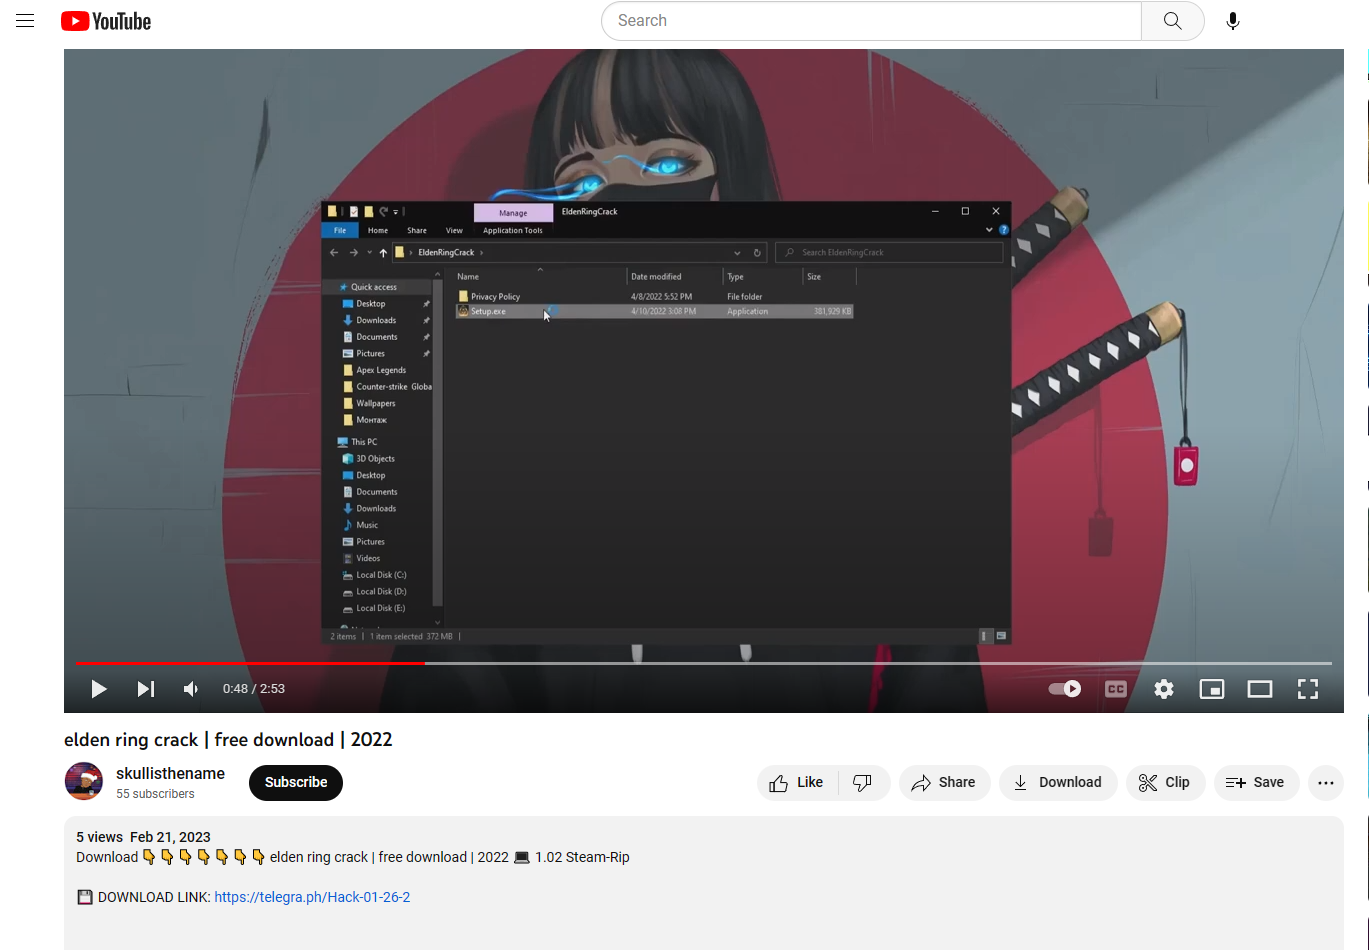 YouTube
Search
Manage
EldenRingCrack
File
Home
Share
View
Application Tools
EldenRingCrack
Search EldenRingCrack
Name
Date modified
Type
Size
Quick access
Privacy Policy
4/8/2022 5:52 PM
File folder
Desktop
Setup.exe
4/10/2022 3:08 PM
Application
381,929 KB
Downloads
Documents
Pictures
Apex Legends
Counter-strike Globa
Wallpapers
Монтаж
This PC
3D Objects
Desktop
Documents
Downloads
Music
Pictures
Videos
Local Disk (C:)
Local Disk (D:)
Local Disk (E:)
2 items
1 item selected 372 MB
0:48 / 2:53
CC
elden ring crack | free download | 2022
skullisthename
55 subscribers
Subscribe
Like
Share
Download
Clip
Save
5 views Feb 21, 2023
Download 👇👇👇👇👇👇👇 elden ring crack | free download | 2022 💻 1.02 Steam-Rip
💾 DOWNLOAD LINK: https://telegra.ph/Hack-01-26-2